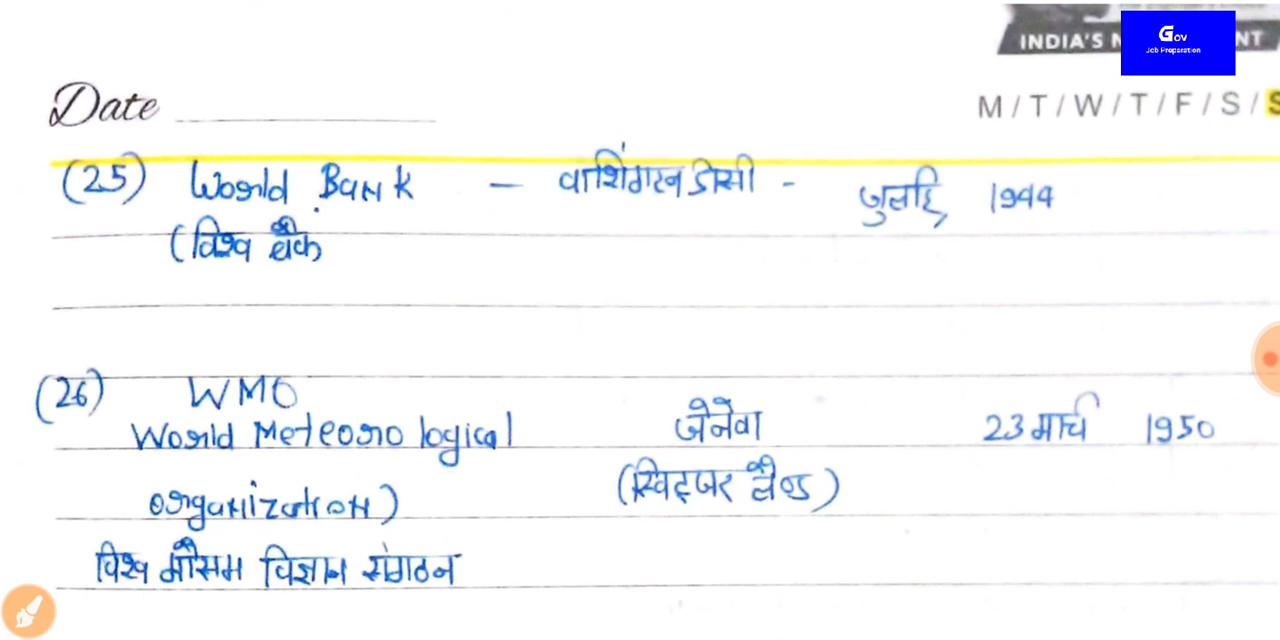 INDIA'S NT
Gov
Job Preparation
Date
M / T / W / T / F / S / S
(25) World Bank - वाशिंगटन डीसी - जुलाई 1944
(विश्व बैंक
(26) WMO
World Meteorological जेनेवा 23 मार्च 1950
organization) (स्विट्जर लैण्ड)
विश्व मौसम विज्ञान संगठन